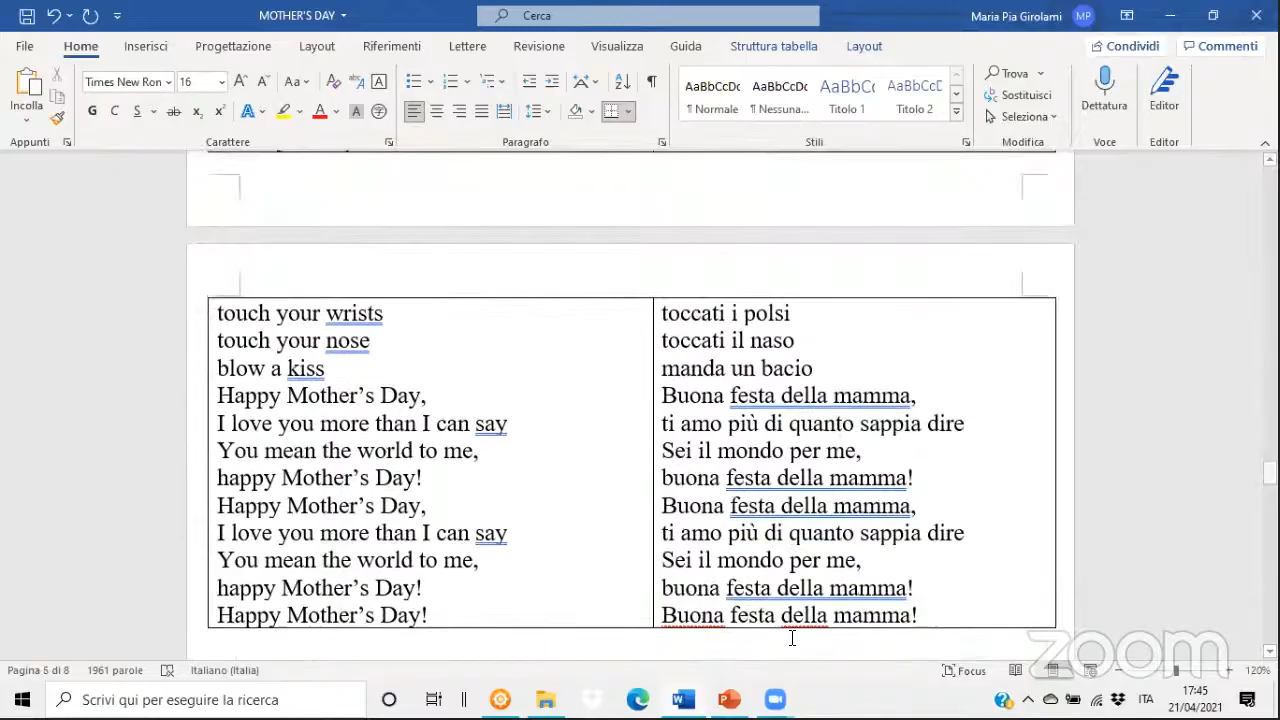 MOTHER'S DAY
Cerca
Maria Pia Girolami
MP
File
Home
Inserisci
Progettazione
Layout
Riferimenti
Lettere
Revisione
Visualizza
Guida
Struttura tabella
Layout
Condividi
Commenti
Incolla
Times New Ron
16
AaBbCcDc
AaBbCcDc
AaBbCc
AaBbCcD
¶ Normale
¶ Nessuna...
Titolo 1
Titolo 2
Trova
Sostituisci
Seleziona
Dettatura
Editor
Appunti
Carattere
Paragrafo
Stili
Modifica
Voce
Editor
touch your wrists
touch your nose
blow a kiss
Happy Mother’s Day,
I love you more than I can say
You mean the world to me,
happy Mother’s Day!
Happy Mother’s Day,
I love you more than I can say
You mean the world to me,
happy Mother’s Day!
Happy Mother’s Day!
toccati i polsi
toccati il naso
manda un bacio
Buona festa della mamma,
ti amo più di quanto sappia dire
Sei il mondo per me,
buona festa della mamma!
Buona festa della mamma,
ti amo più di quanto sappia dire
Sei il mondo per me,
buona festa della mamma!
Buona festa della mamma!
zoom
Pagina 5 di 8
1961 parole
Italiano (Italia)
Focus
120%
Scrivi qui per eseguire la ricerca
ITA
17:45
21/04/2021